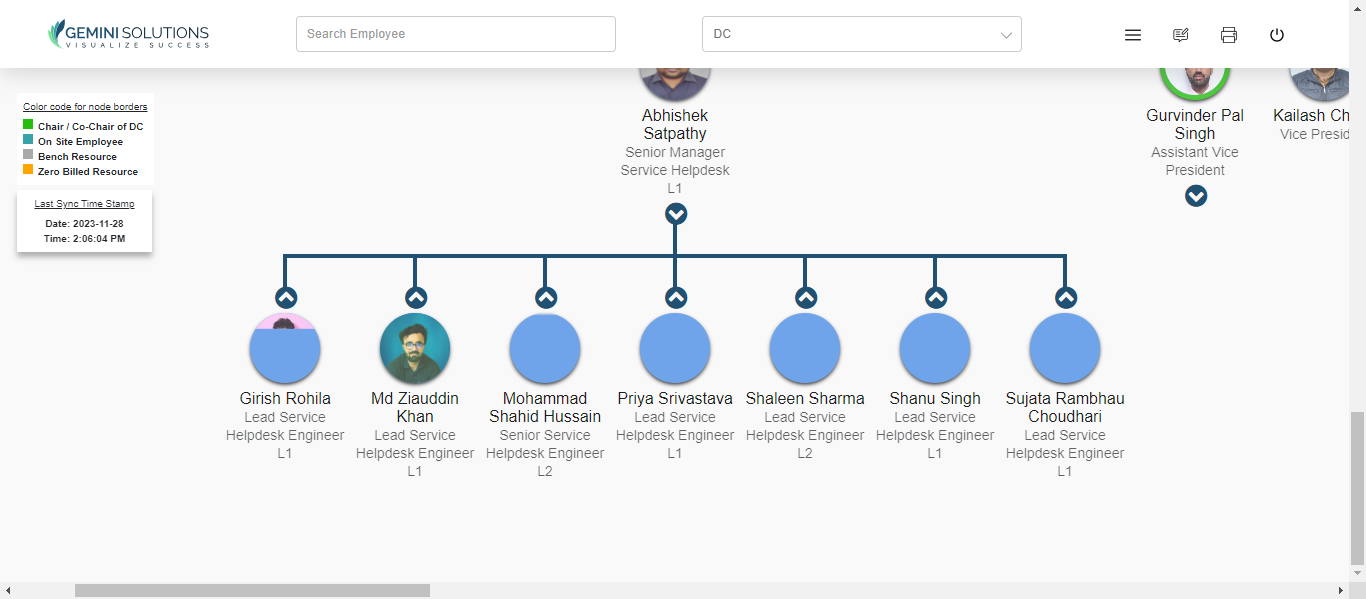 GEMINI SOLUTIONS
VISUALIZE SUCCESS
Search Employee
DC
Color code for node borders
Chair / Co-Chair of DC
On Site Employee
Bench Resource
Zero Billed Resource
Last Sync Time Stamp
Date: 2023-11-28
Time: 2:06:04 PM
Abhishek
Satpathy
Senior Manager
Service Helpdesk
L1
Gurvinder Pal
Singh
Assistant Vice
President
Kailash Ch
Vice Presid
Girish Rohila
Lead Service
Helpdesk Engineer
L1
Md Ziauddin
Khan
Lead Service
Helpdesk Engineer
L1
Mohammad
Shahid Hussain
Senior Service
Helpdesk Engineer
L2
Priya Srivastava
Lead Service
Helpdesk Engineer
L1
Shaleen Sharma
Lead Service
Helpdesk Engineer
L2
Shanu Singh
Lead Service
Helpdesk Engineer
L1
Sujata Rambhau
Choudhari
Lead Service
Helpdesk Engineer
L1